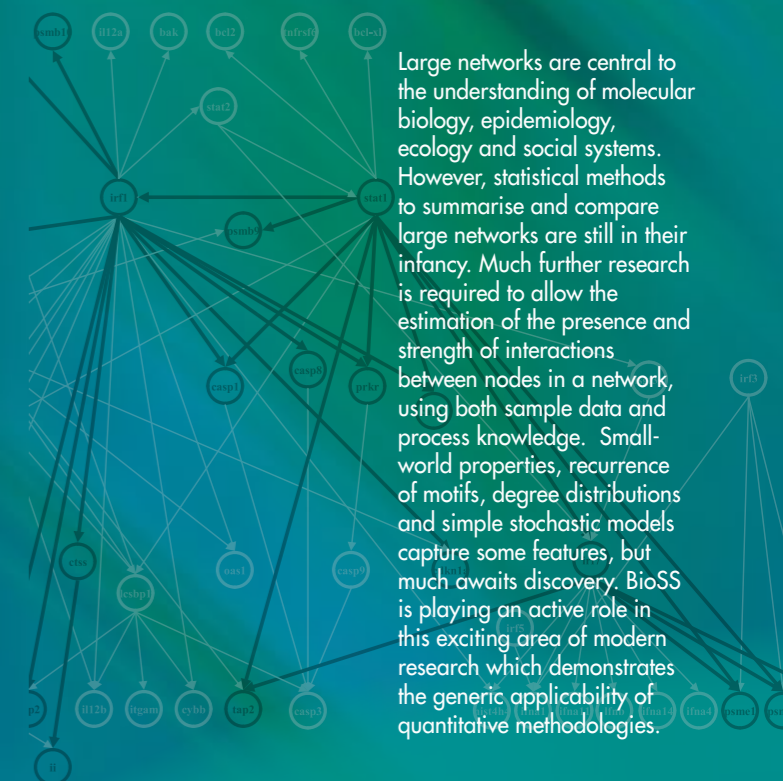 il12a
bak
bcl2
stat2
irf1
stat1
psmb9
casp1
casp8
prkr
irf3
ctss
oas1
casp9
icsbp1
irf5
il12b
itgam
cybb
tap2
casp3
ifna14
ifna4
psme1
ii
Large networks are central to
the understanding of molecular
biology, epidemiology,
ecology and social systems.
However, statistical methods
to summarise and compare
large networks are still in their
infancy. Much further research
is required to allow the
estimation of the presence and
strength of interactions
between nodes in a network,
using both sample data and
process knowledge.  Small-
world properties, recurrence
of motifs, degree distributions
and simple stochastic models
capture some features, but
much awaits discovery. BioSS
is playing an active role in
this exciting area of modern
research which demonstrates
the generic applicability of
quantitative methodologies.